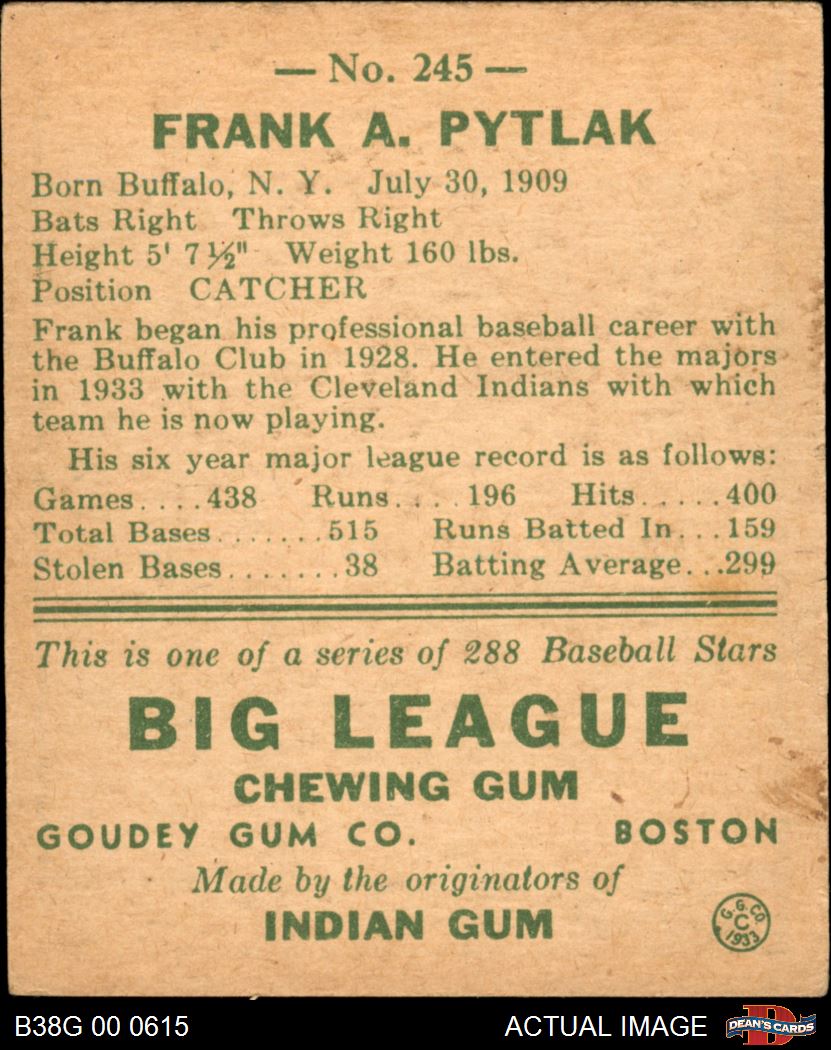 — No. 245 —
FRANK A. PYTLAK
Born Buffalo, N. Y. July 30, 1909
Bats Right Throws Right
Height 5' 7½" Weight 160 lbs.
Position CATCHER
Frank began his professional baseball career with
the Buffalo Club in 1928. He entered the majors
in 1933 with the Cleveland Indians with which
team he is now playing.
His six year major league record is as follows:
Games....438 Runs.... 196 Hits.....400
Total Bases.......515 Runs Batted In...159
Stolen Bases.......38 Batting Average...299
This is one of a series of 288 Baseball Stars
BIG LEAGUE
CHEWING GUM
GOUDEY GUM CO. BOSTON
Made by the originators of
INDIAN GUM
G. G. CO.
C
1933
B38G 00 0615 ACTUAL IMAGE D DEAN'S CARDS